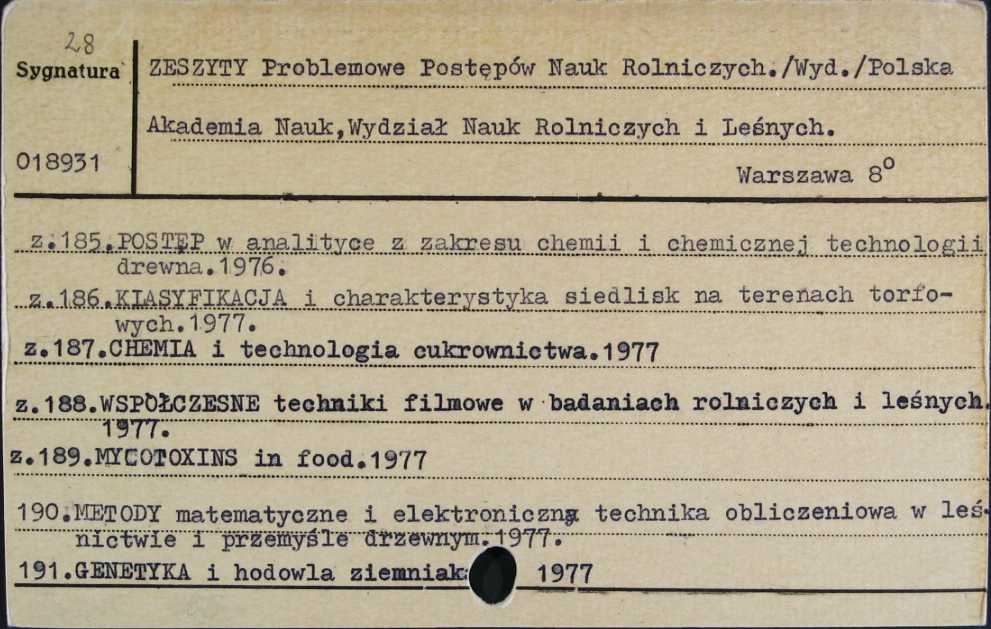 28
Sygnatura
ZESZYTY Problemowe Postępów Nauk Rolniczych./Wyd./Polska
Akademia Nauk,Wydział Nauk Rolniczych i Leśnych.
018931
Warszawa 8o
z.185.POSTĘP w analityce z zakresu chemii i chemicznej technologii
drewna.1976.
z.186.KLASYFIKACJA i charakterystyka siedlisk na terenach torfo-
wych.1977.
z.187.CHEMIA i technologia cukrownictwa.1977
z.188.WSPÓŁCZESNE techniki filmowe w badaniach rolniczych i leśnych.
1977.
z.189.MYCOTOXINS in food.1977
190.METODY matematyczne i elektroniczna technika obliczeniowa w leś-
nictwie i przemyśle drzewnym.1977.
191.GENETYKA i hodowla 1977